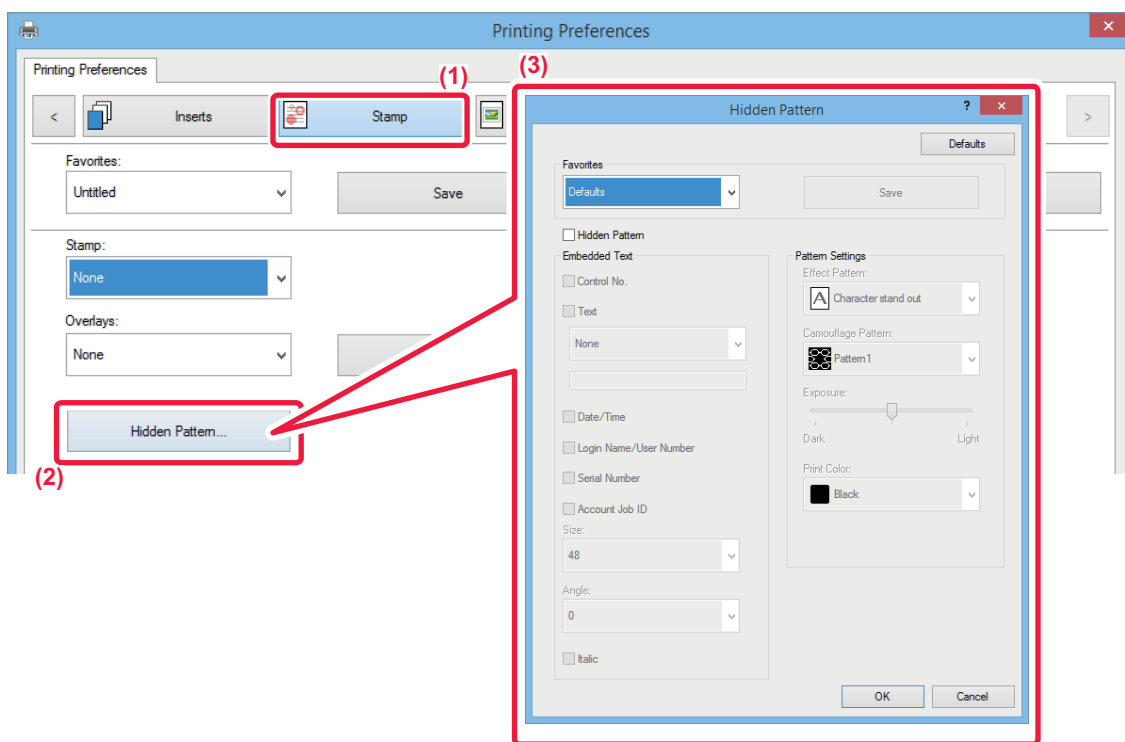 Printing Preferences
Printing Preferences
(1)
(3)
<
Inserts
Stamp
>
Favorites:
Untitled
Save
Stamp:
None
Overlays:
None
Hidden Pattern...
(2)
Hidden Pattern
?
Defaults
Favorites
Defaults
Save
Hidden Pattern
Embedded Text
Control No.
Text
None
Date/Time
Login Name/User Number
Serial Number
Account Job ID
Size:
48
Angle:
0
Italic
Pattern Settings
Effect Pattern:
A Character stand out
Camouflage Pattern:
Pattern1
Exposure:
Dark Light
Print Color:
Black
OK Cancel